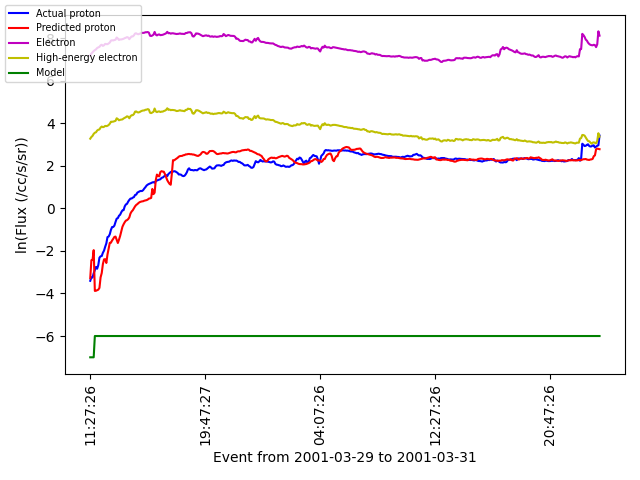 Actual proton
Predicted proton
Electron
High-energy electron
Model
ln(Flux (/cc/s/sr))
6
4
2
0
−2
−4
−6
11:27:26
19:47:27
04:07:26
12:27:26
20:47:26
Event from 2001-03-29 to 2001-03-31